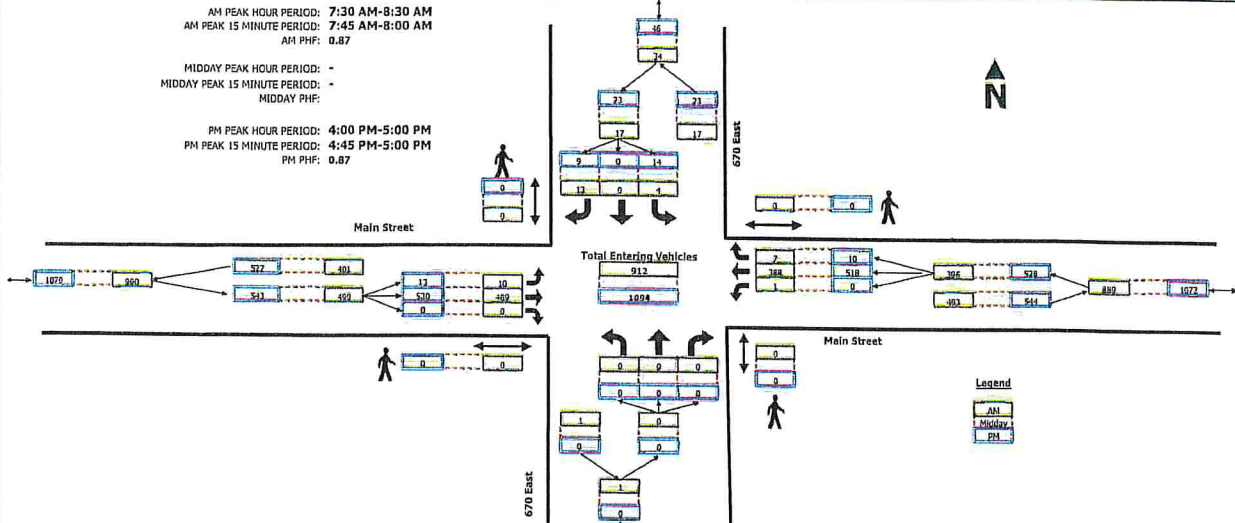 AM PEAK HOUR PERIOD: 7:30 AM-8:30 AM
AM PEAK 15 MINUTE PERIOD: 7:45 AM-8:00 AM
AM PHF: 0.87
MIDDAY PEAK HOUR PERIOD: -
MIDDAY PEAK 15 MINUTE PERIOD: -
MIDDAY PHF:
PM PEAK HOUR PERIOD: 4:00 PM-5:00 PM
PM PEAK 15 MINUTE PERIOD: 4:45 PM-5:00 PM
PM PHF: 0.87
46
34
23 23
17 17
9 0 14
13 0 4
N
670 East
0
0
0 0
Main Street
Total Entering Vehicles
912
1094
527 401
1070 900
543 499
13 10
530 489
0 0
7 10
388 518
1 0
396 528
493 544
889 1072
Main Street
0 0
0
0
0 0 0
0 0 0
1 0
0 0
1
0
670 East
Legend
AM
Midday
PM